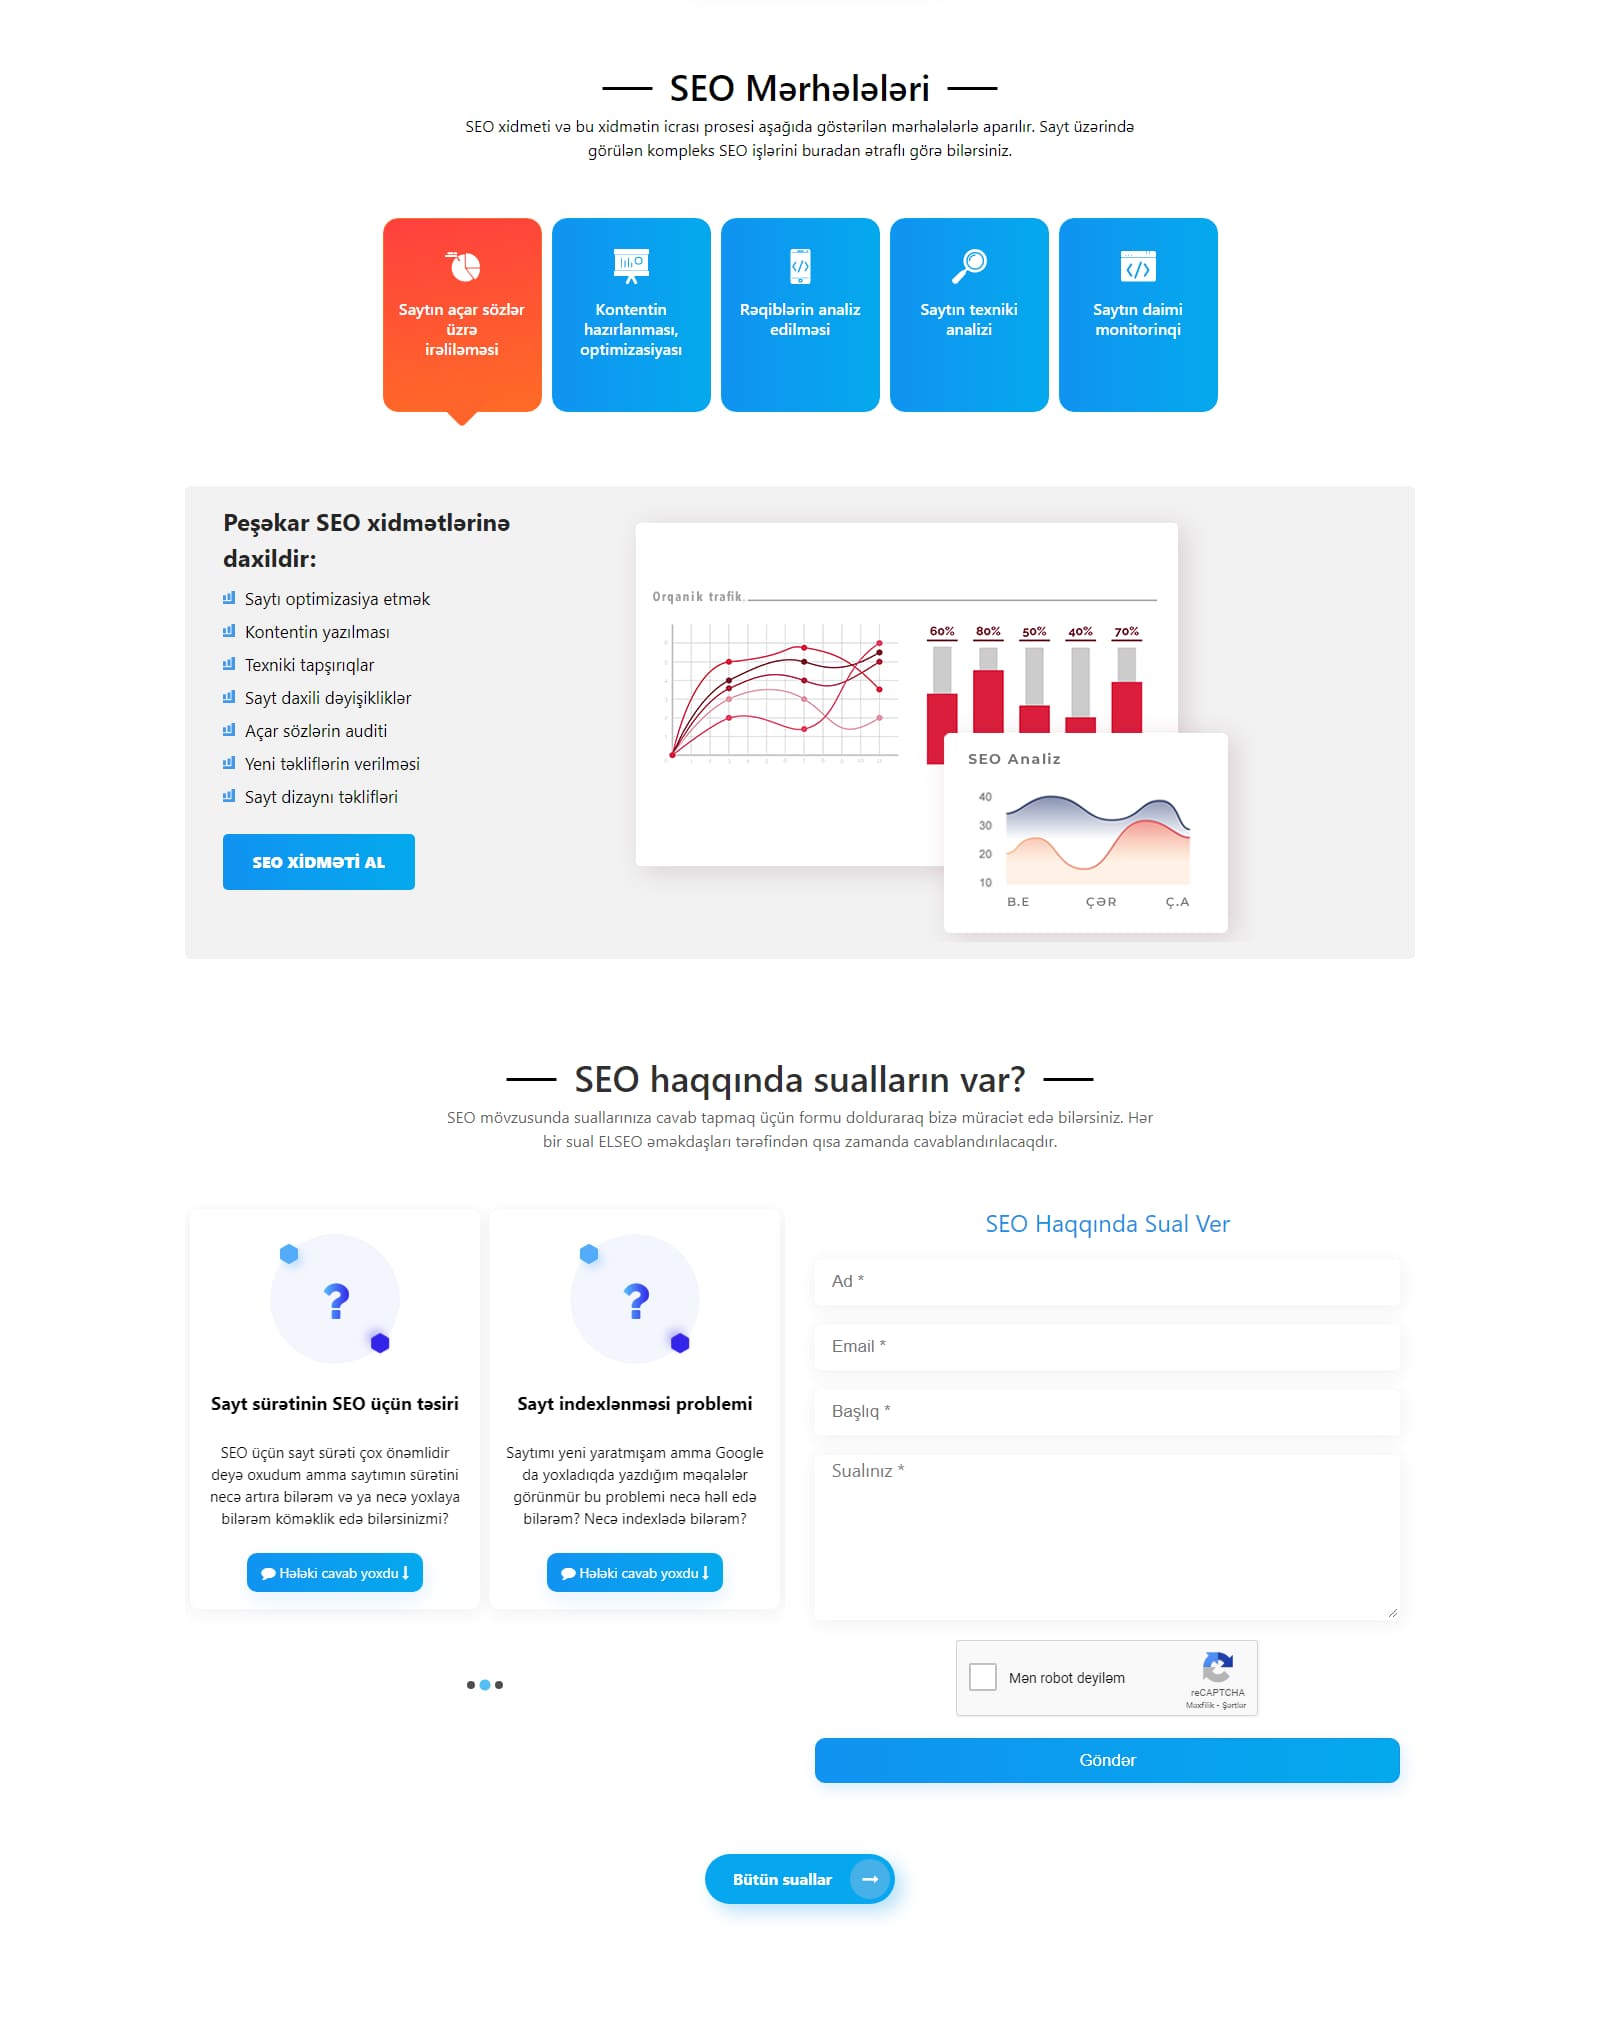 SEO Mərhələləri
SEO xidmeti və bu xidmətin icrası prosesi aşağıda göstərilən mərhələlərlə aparılır. Sayt üzərində
görülən kompleks SEO işlərini buradan ətraflı görə bilərsiniz.
Saytın açar sözlər
üzrə
irəliləməsi
Kontentin
hazırlanması,
optimizasiyası
Rəqiblərin analiz
edilməsi
Saytın texniki
analizi
Saytın daimi
monitorinqi
Peşəkar SEO xidmətlərinə
daxildir:
Saytı optimizasiya etmək
Kontentin yazılması
Texniki tapşırıqlar
Sayt daxili dəyişikliklər
Açar sözlərin auditi
Yeni təkliflərin verilməsi
Sayt dizaynı təklifləri
SEO XİDMƏTİ AL
Orqanik trafik.
60% 80% 50% 40% 70%
SEO Analiz
40
30
20
10
B.E ÇƏR Ç.A
SEO haqqında sualların var?
SEO mövzusunda suallarınıza cavab tapmaq üçün formu dolduraraq bizə müraciət edə bilərsiniz. Hər
bir sual ELSEO əməkdaşları tərəfindən qısa zamanda cavablandırılacaqdır.
Sayt sürətinin SEO üçün təsiri
SEO üçün sayt sürəti çox önəmlidir
deyə oxudum amma saytımın sürətini
necə artıra bilərəm və ya necə yoxlaya
bilərəm köməklik edə bilərsinizmi?
Hələki cavab yoxdu
Sayt indexlənməsi problemi
Saytımı yeni yaratmışam amma Google
da yoxladıqda yazdığım məqalələr
görünmür bu problemi necə həll edə
bilərəm? Necə indexlədə bilərəm?
Hələki cavab yoxdu
SEO Haqqında Sual Ver
Ad *
Email *
Başlıq *
Sualınız *
Mən robot deyiləm
reCAPTCHA
Məxfilik - Şərtlər
Göndər
Bütün suallar